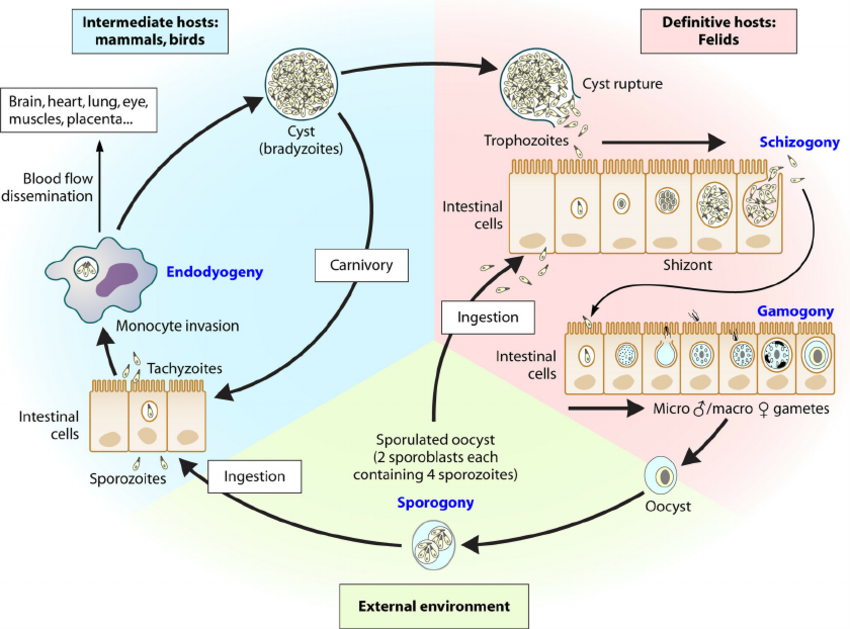 Intermediate hosts:
mammals, birds
Definitive hosts:
Felids
Brain, heart, lung, eye,
muscles, placenta...
Cyst
(bradyzoites)
Cyst rupture
Trophozoites
Schizogony
Blood flow
dissemination
Intestinal
cells
Endodyogeny
Carnivory
Shizont
Ingestion
Gamogony
Monocyte invasion
Tachyzoites
Intestinal
cells
Intestinal
cells
Micro ♂/macro ♀ gametes
Sporulated oocyst
(2 sporoblasts each
containing 4 sporozoites)
Sporozoites
Ingestion
Sporogony
Oocyst
External environment